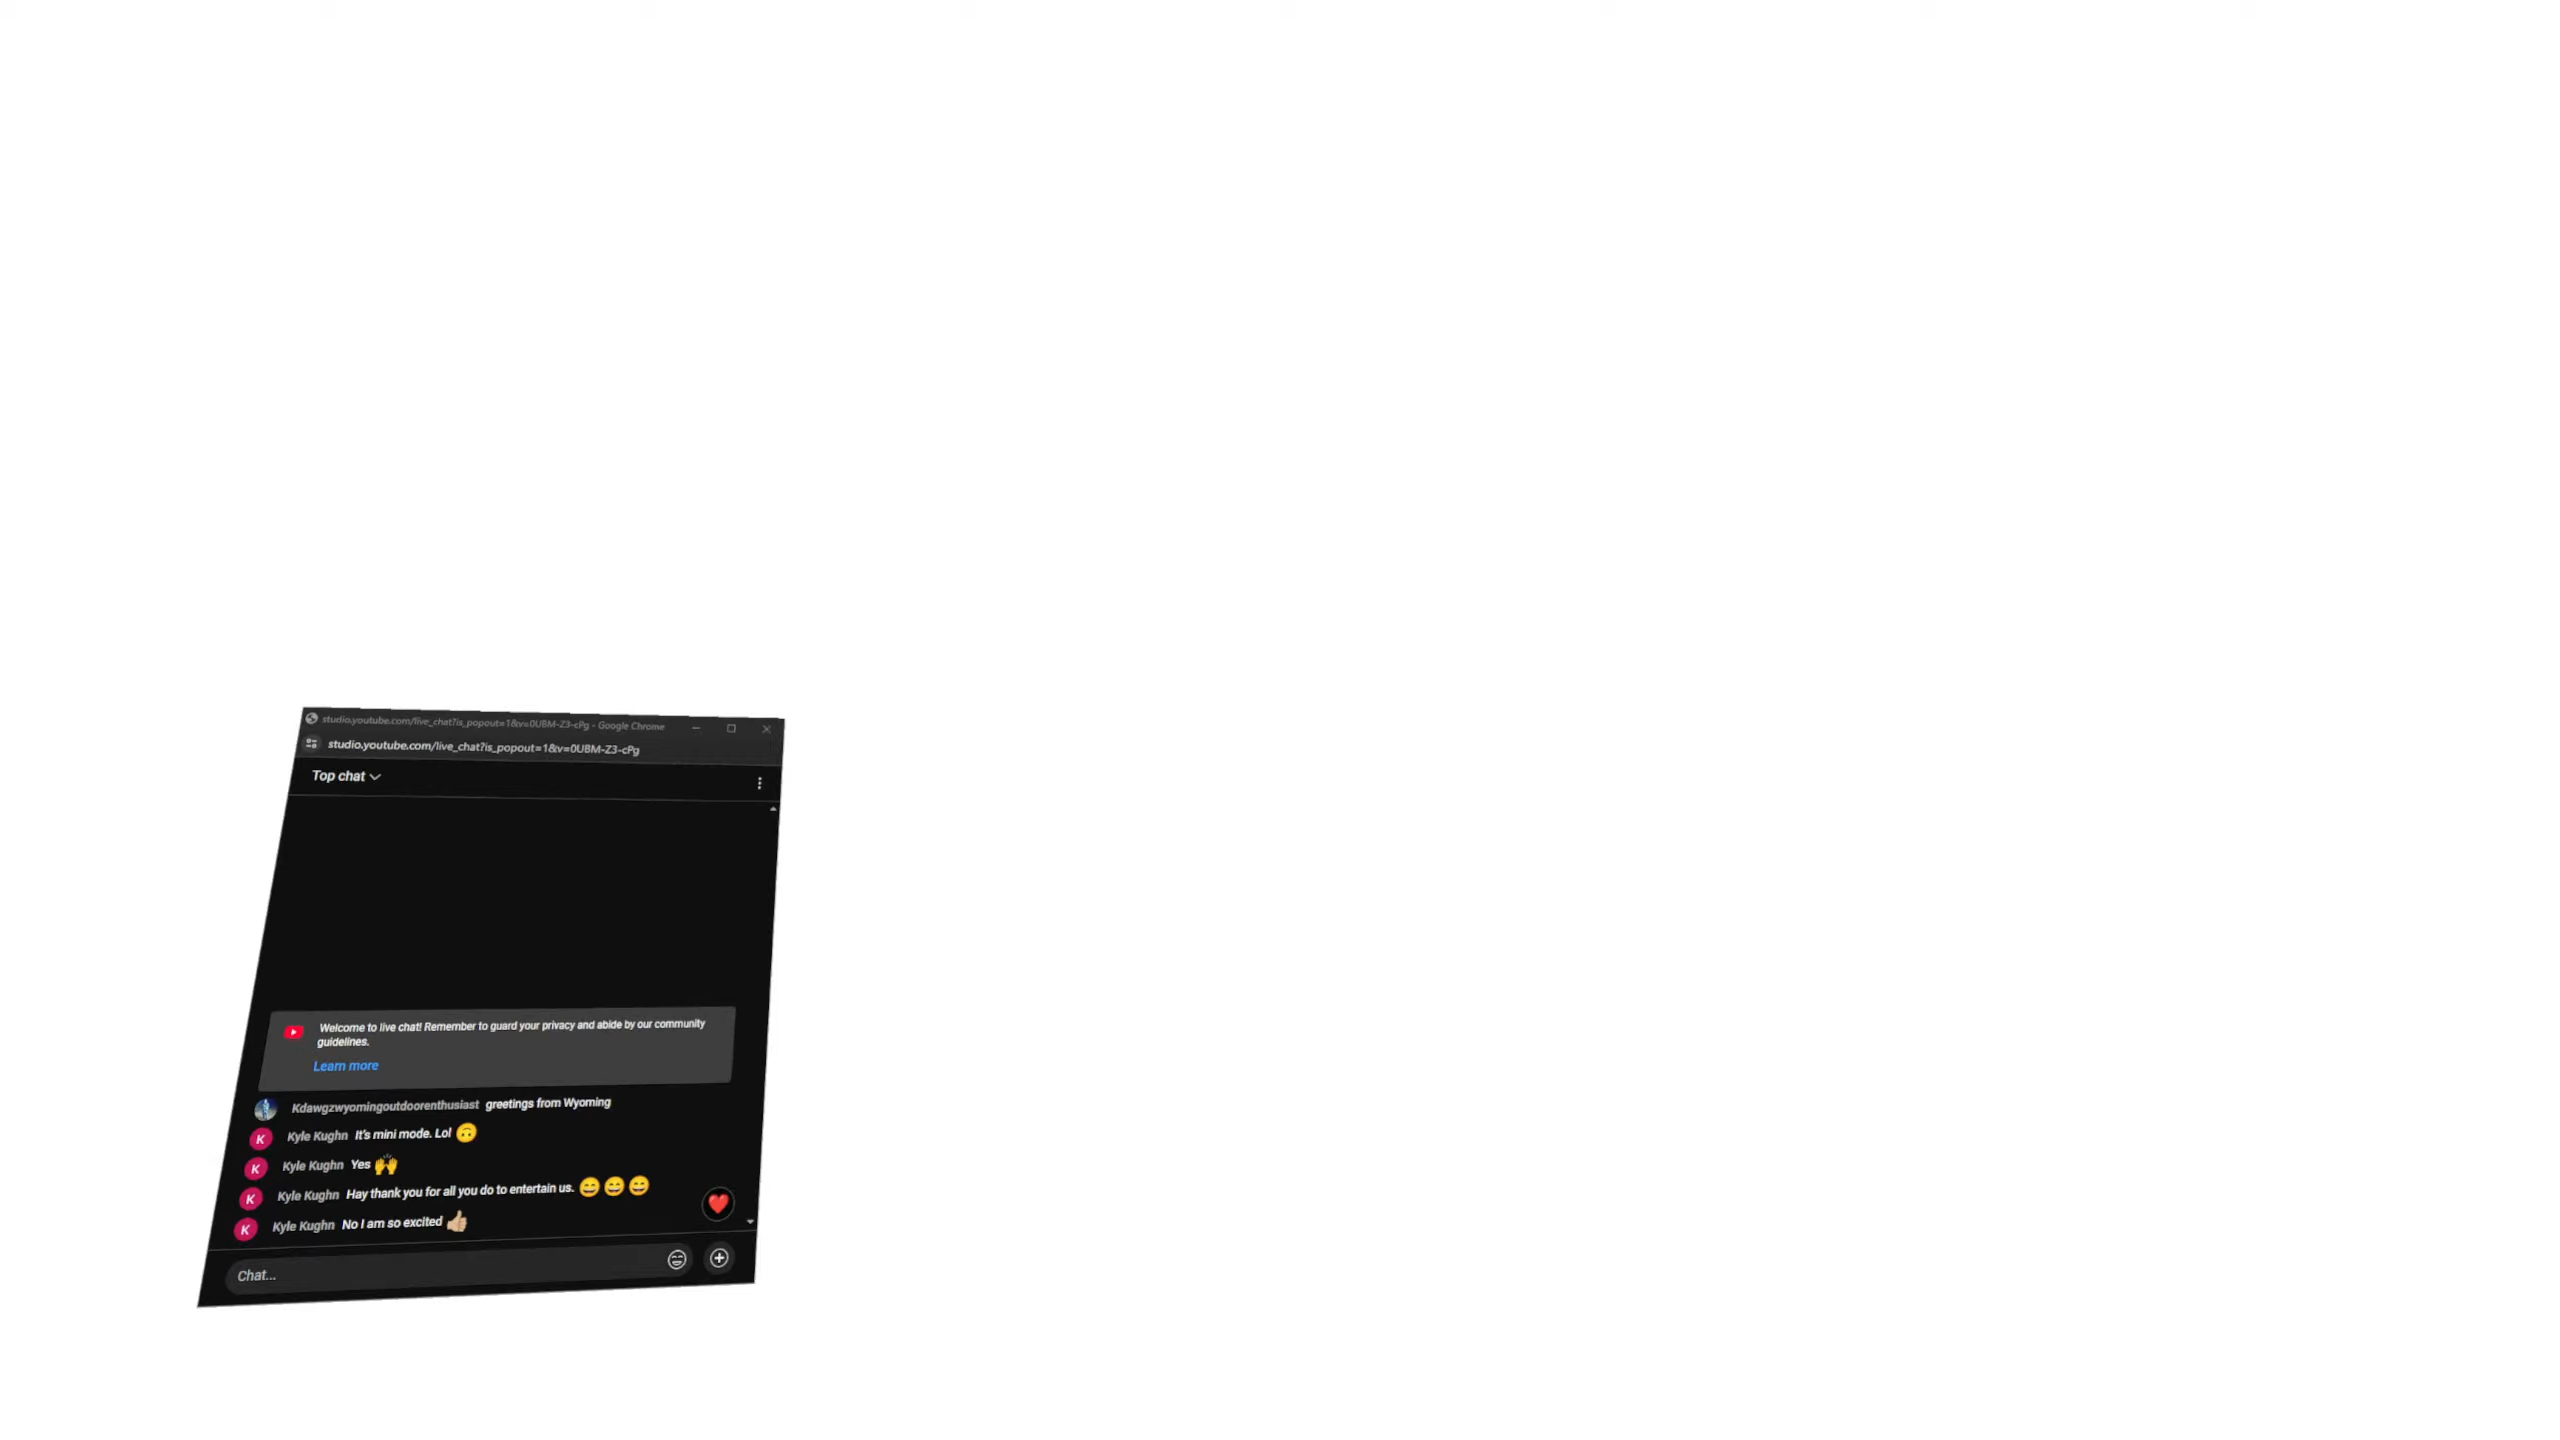 studio.youtube.com/live_chat?is_popout=1&v=0UBM-Z3-cPg - Google Chrome
studio.youtube.com/live_chat?is_popout=1&v=0UBM-Z3-cPg
Top chat
Welcome to live chat! Remember to guard your privacy and abide by our community
guidelines.
Learn more
Kdawgzwyomingoutdoorenthusiast greetings from Wyoming
K Kyle Kughn It's mini mode. Lol 🙃
K Kyle Kughn Yes 🙌
K Kyle Kughn Hay thank you for all you do to entertain us. 😄😄😄
K Kyle Kughn No I am so excited 👍🏼
Chat...